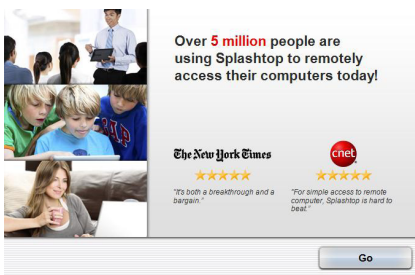 Over 5 million people are
using Splashtop to remotely
access their computers today!
The New York Times
cnet
"It's both a breakthrough and a
bargain."
"For simple access to remote
computer, Splashtop is hard to
beat."
Go